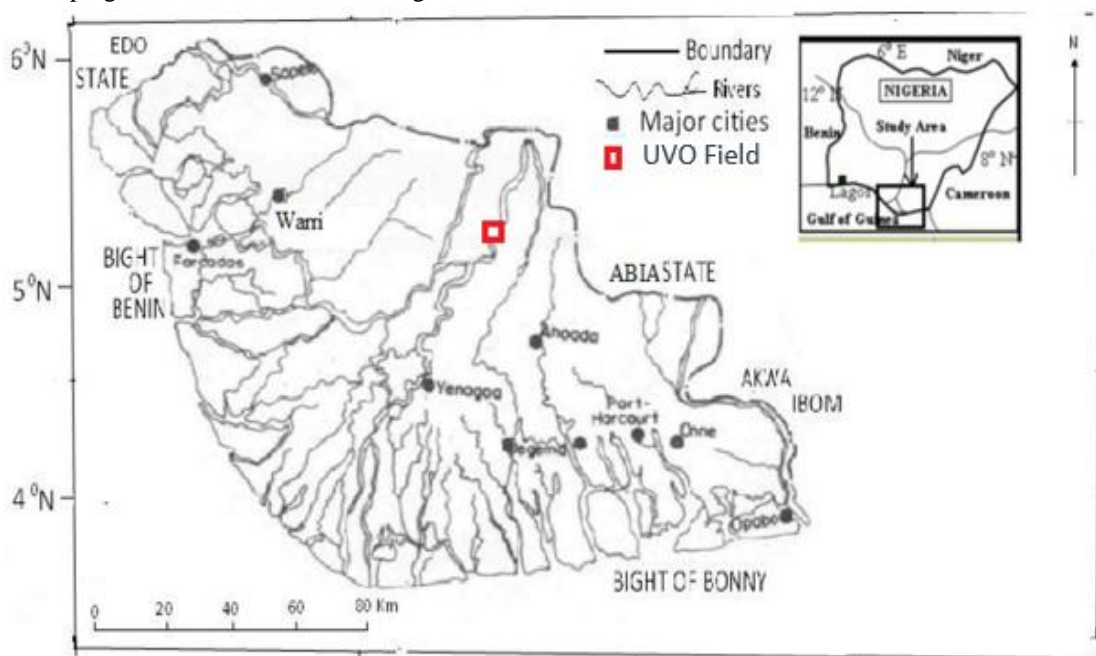 EDO
STATE
6°N
Sapele
Warri
Forcados
BIGHT
OF
BENIN
5°N
4°N
Boundary
Rivers
Major cities
UVO Field
6° E
Niger
12° N
NIGERIA
Benin
Study Area
8° N
Lagos
Cameroon
Gulf of Guinea
N
ABIA STATE
Ahoada
Yenagoa
AKWA
IBOM
Port-
Harcourt
Onne
Degema
Opobo
BIGHT OF BONNY
0 20 40 60 80 Km